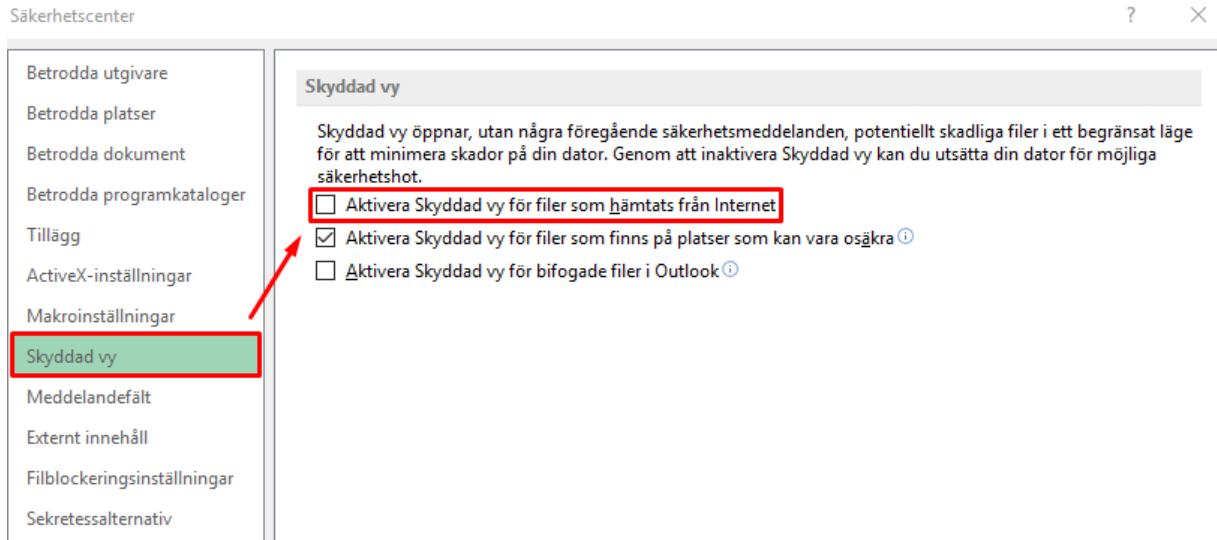 Säkerhetscenter
?
Betrodda utgivare
Betrodda platser
Betrodda dokument
Betrodda programkataloger
Tillägg
ActiveX-inställningar
Makroinställningar
Skyddad vy
Meddelandefält
Externt innehåll
Filblockeringsinställningar
Sekretessalternativ
Skyddad vy
Skyddad vy öppnar, utan några föregående säkerhetsmeddelanden, potentiellt skadliga filer i ett begränsat läge
för att minimera skador på din dator. Genom att inaktivera Skyddad vy kan du utsätta din dator för möjliga
säkerhetshot.
Aktivera Skyddad vy för filer som hämtats från Internet
Aktivera Skyddad vy för filer som finns på platser som kan vara osäkra
Aktivera Skyddad vy för bifogade filer i Outlook